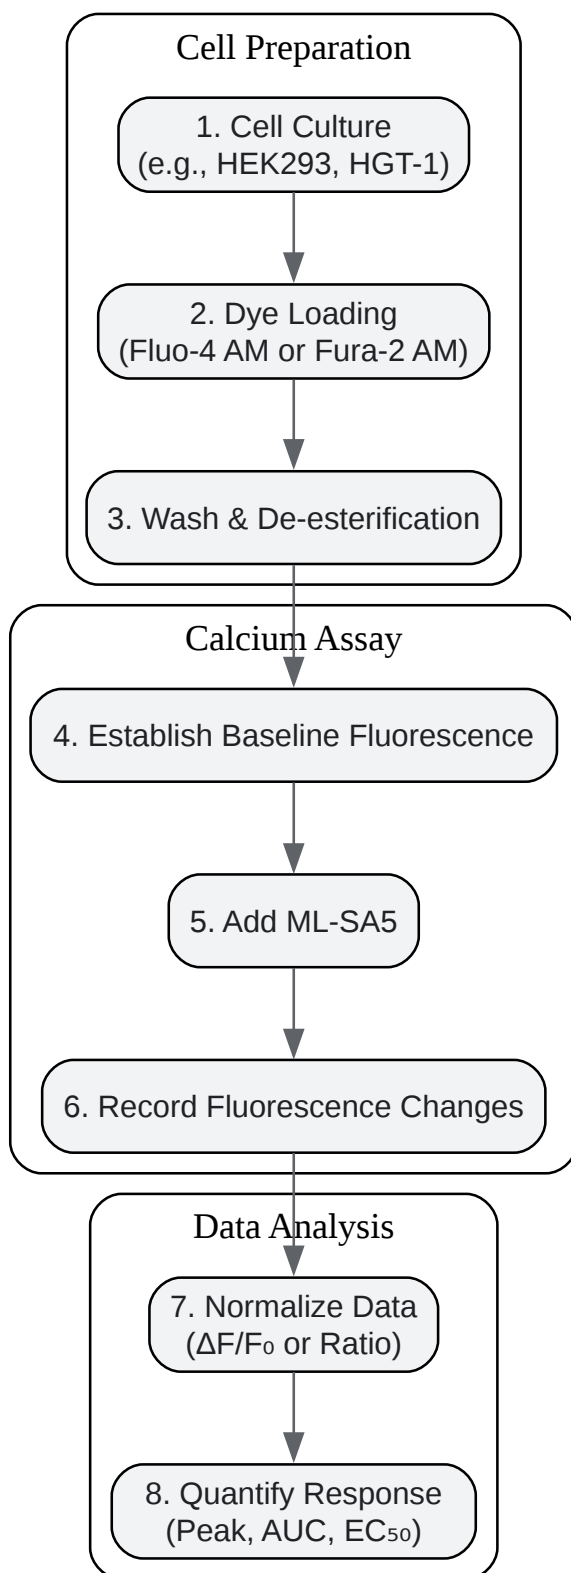 Cell Preparation
1. Cell Culture
(e.g., HEK293, HGT-1)
2. Dye Loading
(Fluo-4 AM or Fura-2 AM)
3. Wash & De-esterification
Calcium Assay
4. Establish Baseline Fluorescence
5. Add ML-SA5
6. Record Fluorescence Changes
Data Analysis
7. Normalize Data
(ΔF/F₀ or Ratio)
8. Quantify Response
(Peak, AUC, EC₅₀)